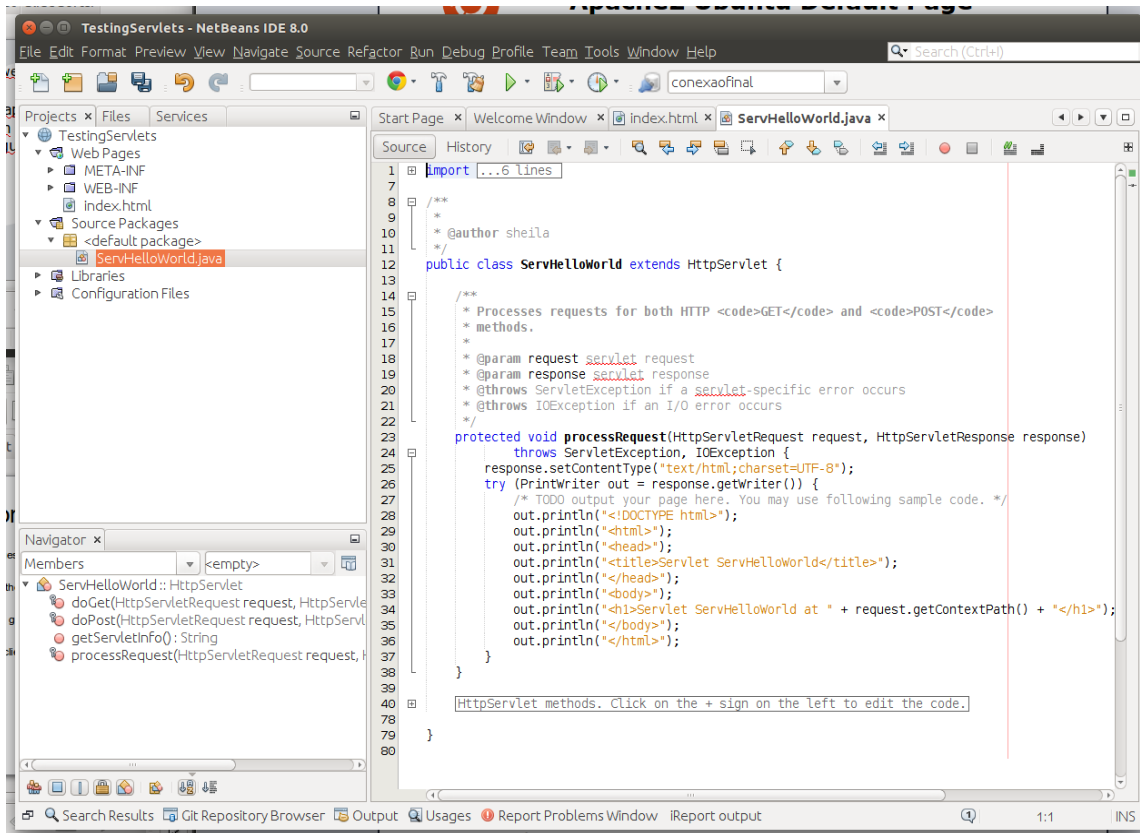 Apache2 Ubuntu Default Page
TestingServlets - NetBeans IDE 8.0
File Edit Format Preview View Navigate Source Refactor Run Debug Profile Team Tools Window Help
Search (Ctrl+I)
conexaofinal
Projects Files Services
TestingServlets
Web Pages
META-INF
WEB-INF
index.html
Source Packages
<default package>
ServHelloWorld.java
Libraries
Configuration Files
Navigator
Members <empty>
ServHelloWorld :: HttpServlet
doGet(HttpServletRequest request, HttpServle
doPost(HttpServletRequest request, HttpServl
getServletInfo() : String
processRequest(HttpServletRequest request, H
Start Page Welcome Window index.html ServHelloWorld.java
Source History
1 import ...6 lines
7
8 /**
9 *
10 * @author sheila
11 */
12 public class ServHelloWorld extends HttpServlet {
13
14 /**
15 * Processes requests for both HTTP <code>GET</code> and <code>POST</code>
16 * methods.
17 *
18 * @param request servlet request
19 * @param response servlet response
20 * @throws ServletException if a servlet-specific error occurs
21 * @throws IOException if an I/O error occurs
22 */
23 protected void processRequest(HttpServletRequest request, HttpServletResponse response)
24 throws ServletException, IOException {
25 response.setContentType("text/html;charset=UTF-8");
26 try (PrintWriter out = response.getWriter()) {
27 /* TODO output your page here. You may use following sample code. */
28 out.println("<!DOCTYPE html>");
29 out.println("<html>");
30 out.println("<head>");
31 out.println("<title>Servlet ServHelloWorld</title>");
32 out.println("</head>");
33 out.println("<body>");
34 out.println("<h1>Servlet ServHelloWorld at " + request.getContextPath() + "</h1>");
35 out.println("</body>");
36 out.println("</html>");
37 }
38 }
39
40 HttpServlet methods. Click on the + sign on the left to edit the code.
78
79 }
80
Search Results Git Repository Browser Output Usages Report Problems Window iReport output 1 1:1 INS